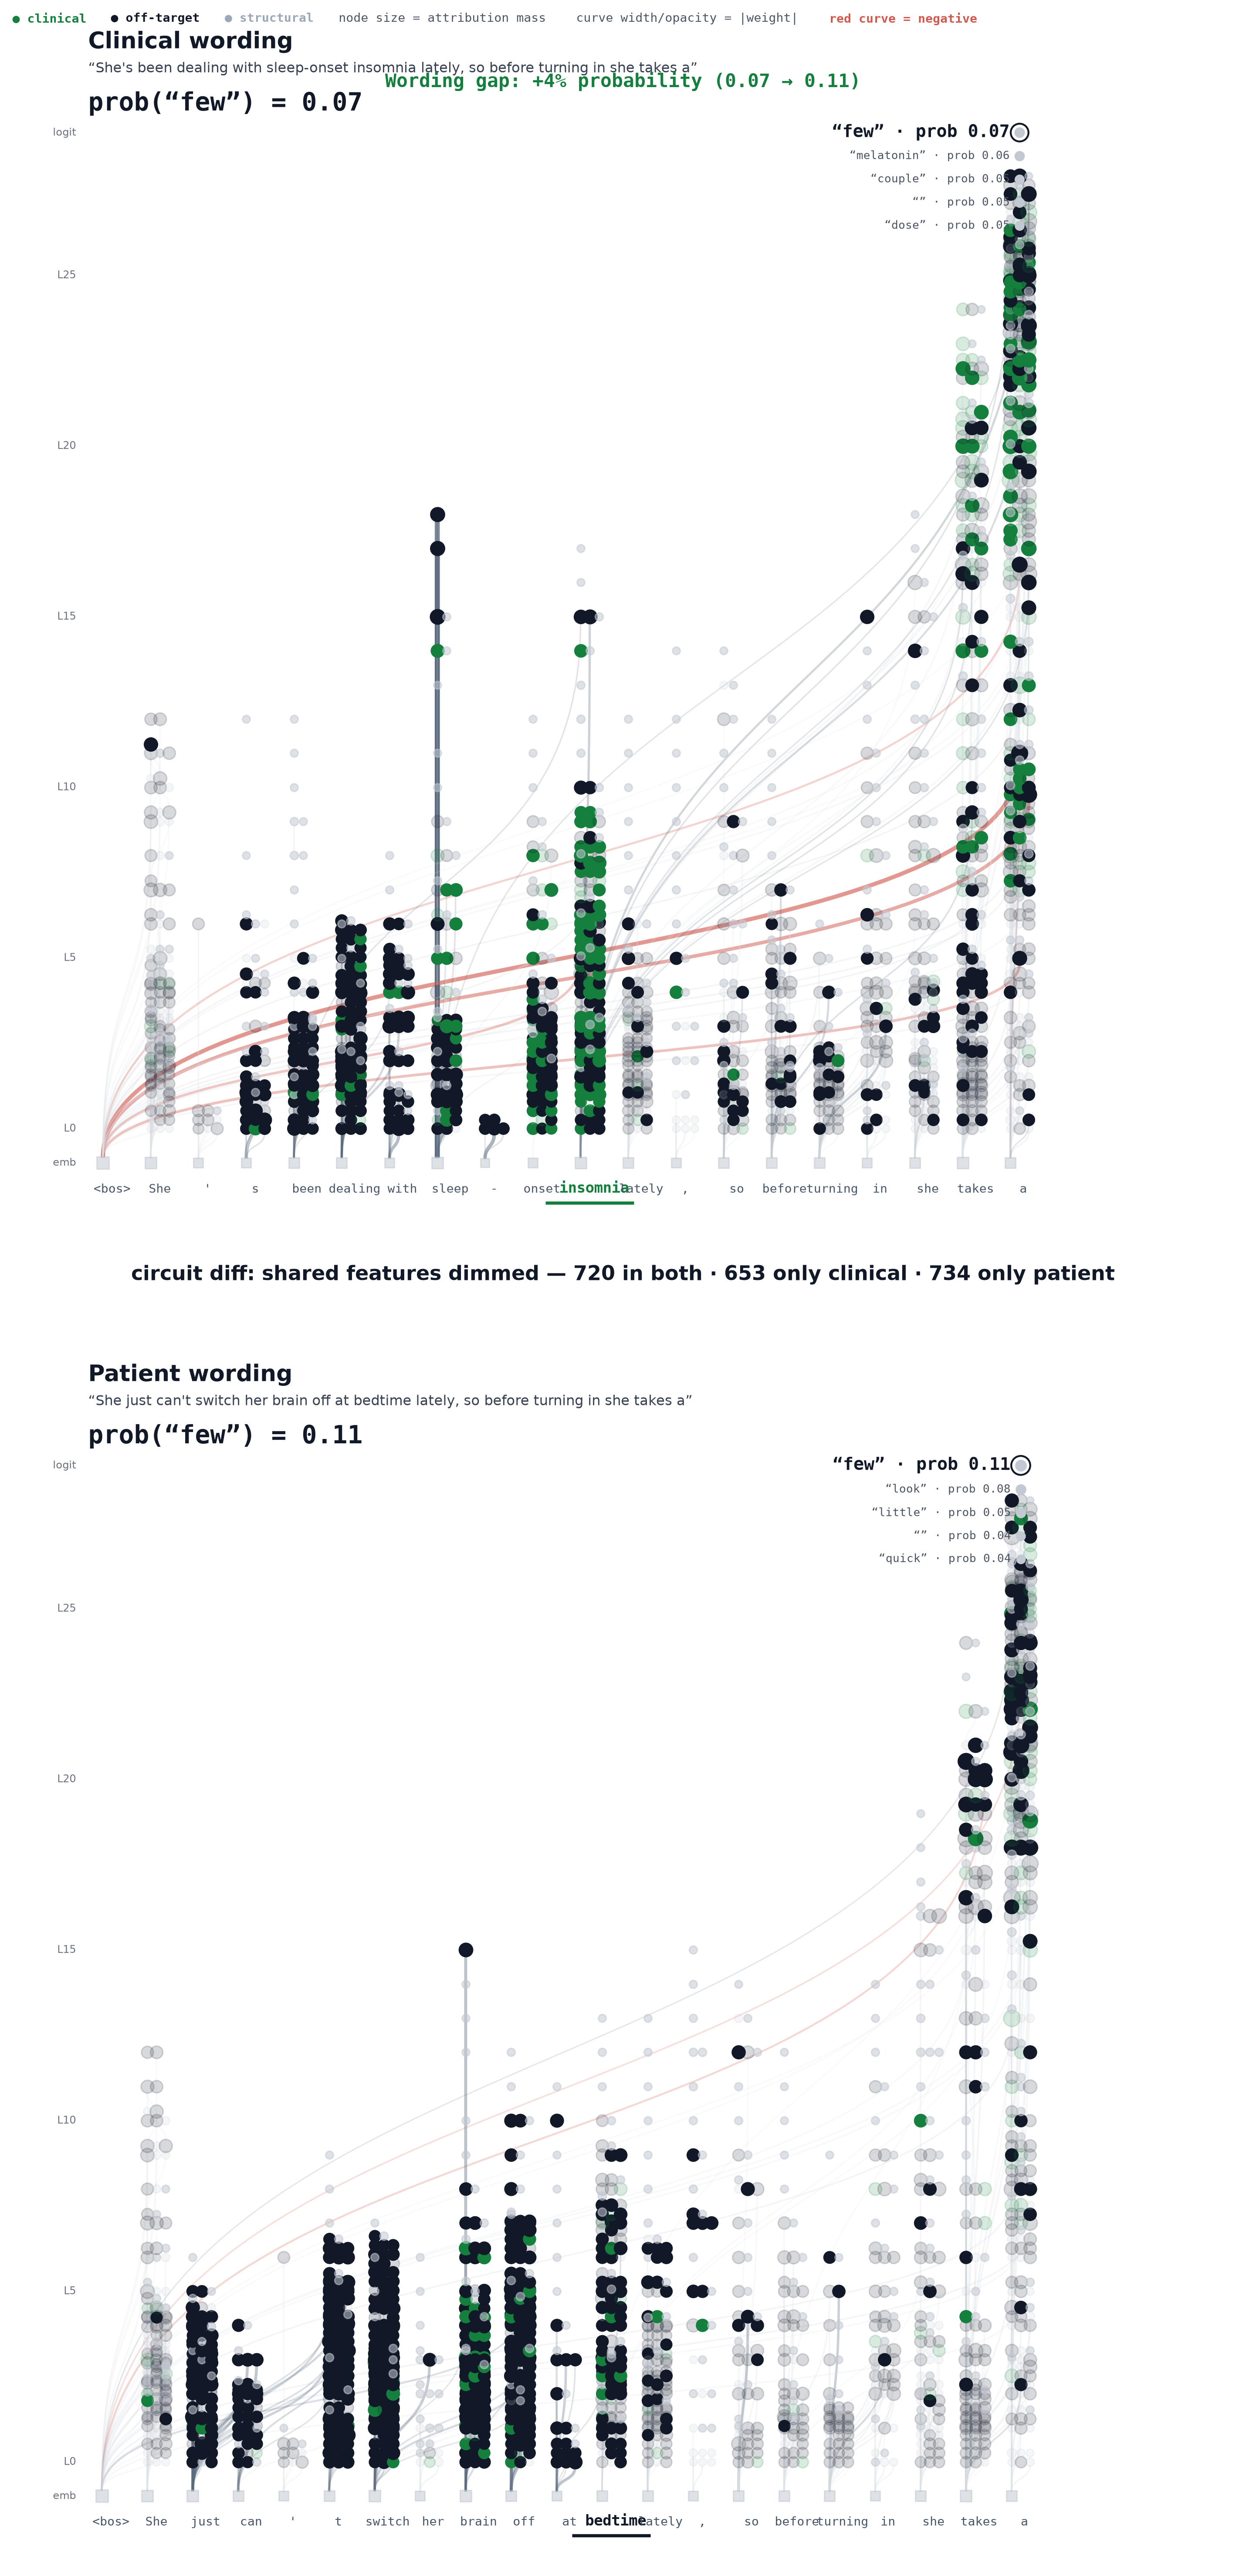 ● clinical ● off-target ● structural node size = attribution mass curve width/opacity = |weight| red curve = negative
Clinical wording
“She's been dealing with sleep-onset insomnia lately, so before turning in she takes a”
Wording gap: +4% probability (0.07 → 0.11)
prob(“few”) = 0.07
logit
“few” · prob 0.07
“melatonin” · prob 0.06
“couple” · prob 0.05
“” · prob 0.05
“dose” · prob 0.05
L25
L20
L15
L10
L5
L0
emb
<bos> She ' s been dealing with sleep - onset insomnia lately , so before turning in she takes a
circuit diff: shared features dimmed — 720 in both · 653 only clinical · 734 only patient
Patient wording
“She just can't switch her brain off at bedtime lately, so before turning in she takes a”
prob(“few”) = 0.11
logit
“few” · prob 0.11
“look” · prob 0.08
“little” · prob 0.05
“” · prob 0.04
“quick” · prob 0.04
L25
L20
L15
L10
L5
L0
emb
<bos> She just can ' t switch her brain off at bedtime lately , so before turning in she takes a